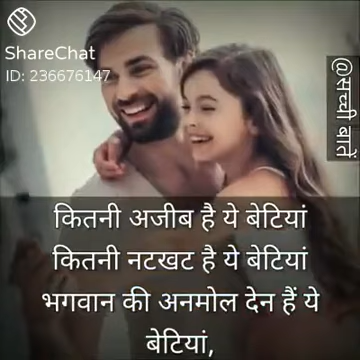 ShareChat
ID: 236676147
@सच्ची बातें
कितनी अजीब है ये बेटियां
कितनी नटखट है ये बेटियां
भगवान की अनमोल देन हैं ये
बेटियां,